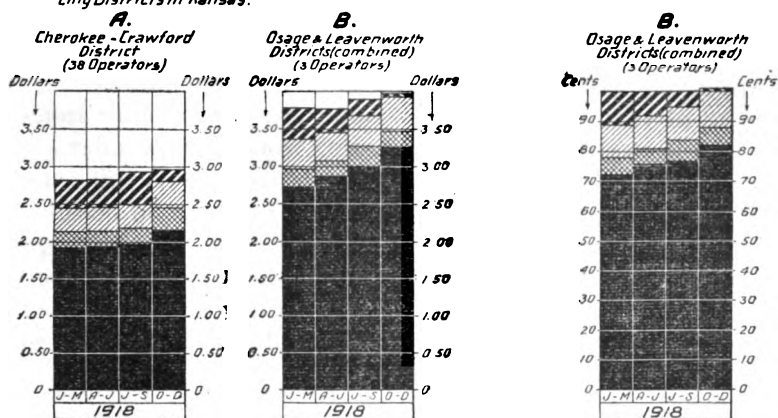 City Districts in Kansas.
A.
Cherokee - Crawford
District
(38 Operators)
Dollars
Dollars
3.50
3.50
3.00
3.00
2.50
2.50
2.00
2.00
1.50
1.50
1.00
1.00
0.50
0.50
0
0
J-M A-J J-S O-D
1918
B.
Osage & Leavenworth
Districts (combined)
(3 Operators)
Dollars
Dollars
3.50
3.50
3.00
3.00
2.50
2.50
2.00
2.00
1.50
1.50
1.00
1.00
0.50
0.50
0
0
J-M A-J J-S O-D
1918
B.
Osage & Leavenworth
Districts (combined)
(3 Operators)
Cents
Cents
90
90
80
80
70
70
60
60
50
50
40
40
30
30
20
20
10
10
0
0
J-M A-J J-S O-D
1918